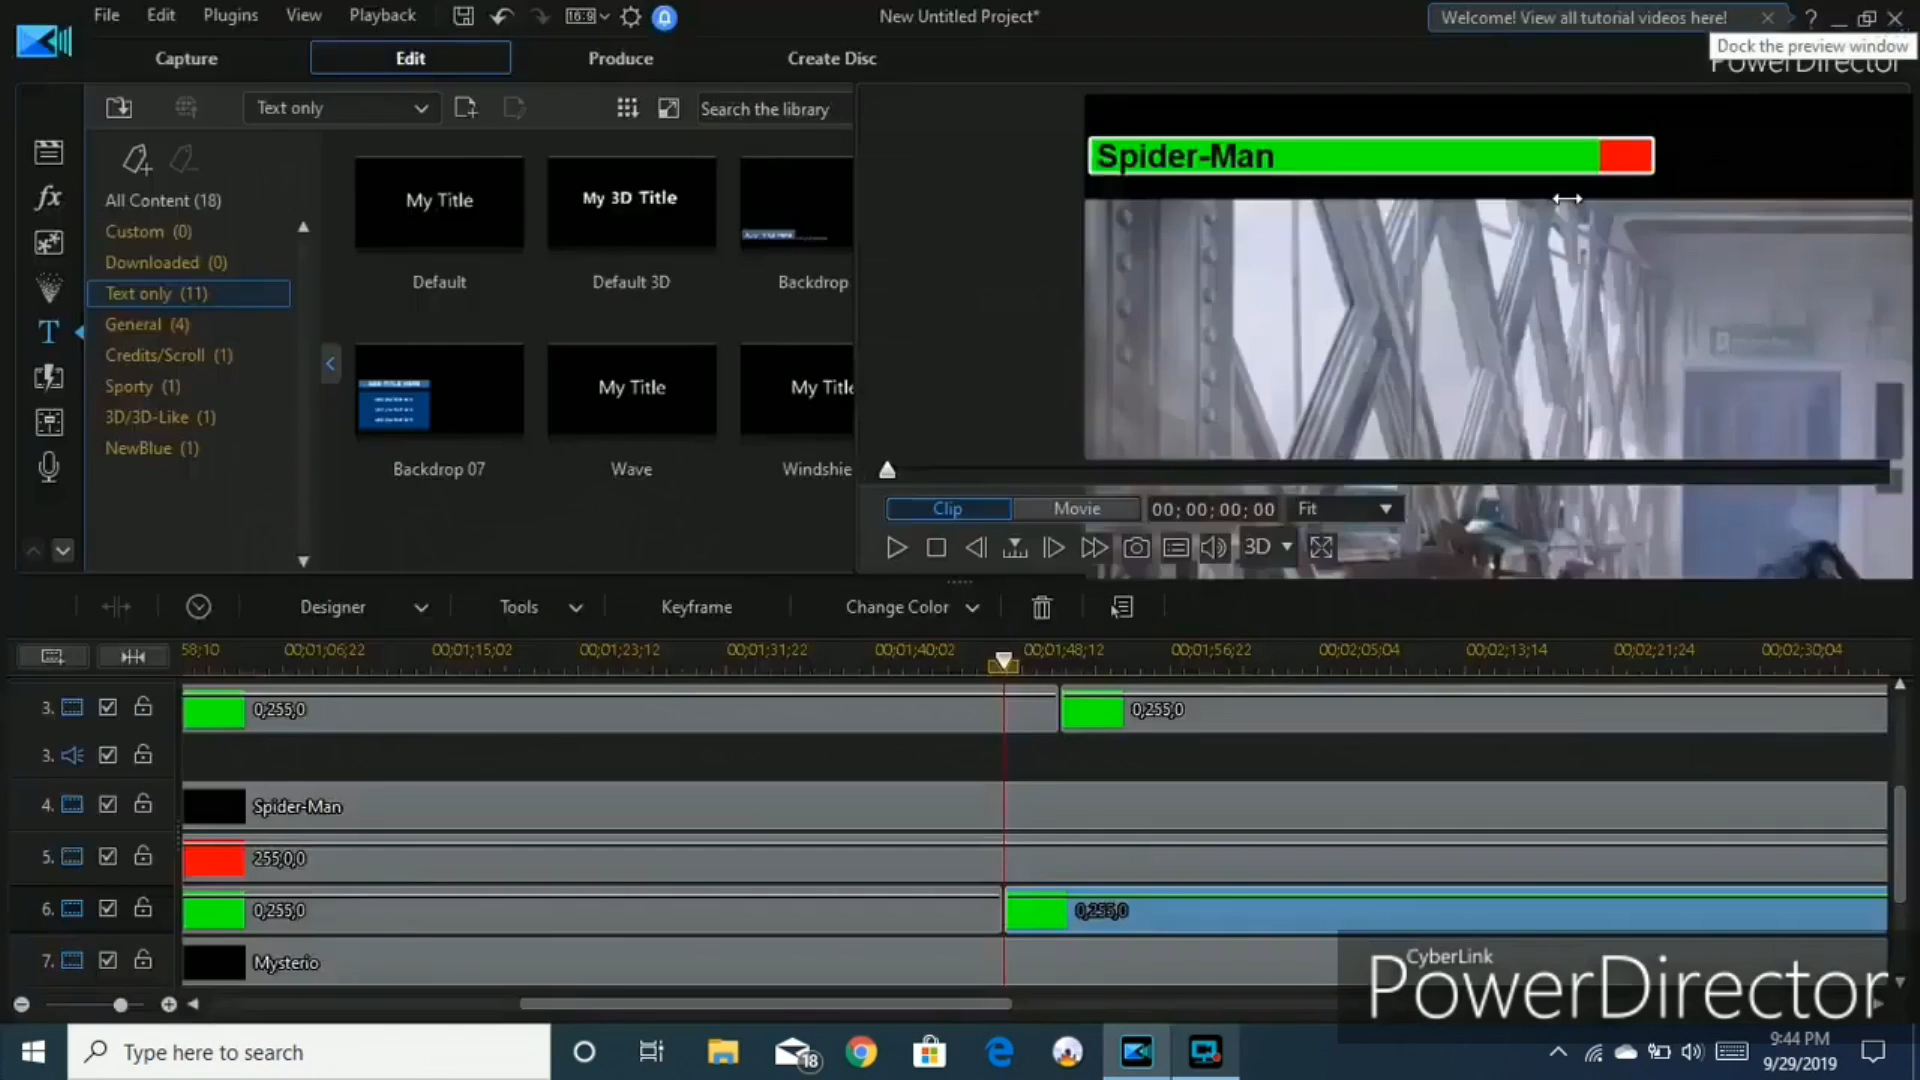 File Edit Plugins View Playback
16:9
New Untitled Project*
Welcome! View all tutorial videos here!
?
Dock the preview window
PowerDirector
Capture
Edit
Produce
Create Disc
Text only
Search the library
All Content (18)
Custom (0)
Downloaded (0)
Text only (11)
General (4)
Credits/Scroll (1)
Sporty (1)
3D/3D-Like (1)
NewBlue (1)
fx
T
My Title
My 3D Title
Default
Default 3D
Backdrop
My Title
My Title
Backdrop 07
Wave
Windshie
Spider-Man
Clip
Movie
00;00;00;00
Fit
3D
Designer
Tools
Keyframe
Change Color
58;10 00;01;06;22 00;01;15;02 00;01;23;12 00;01;31;22 00;01;40;02 00;01;48;12 00;01;56;22 00;02;05;04 00;02;13;14 00;02;21;24 00;02;30;04
3. 0,255,0 0,255,0
3.
4. Spider-Man
5. 255,0,0
6. 0,255,0 0,255,0
7. Mysterio
CyberLink
PowerDirector
Type here to search
18
9:44 PM
9/29/2019